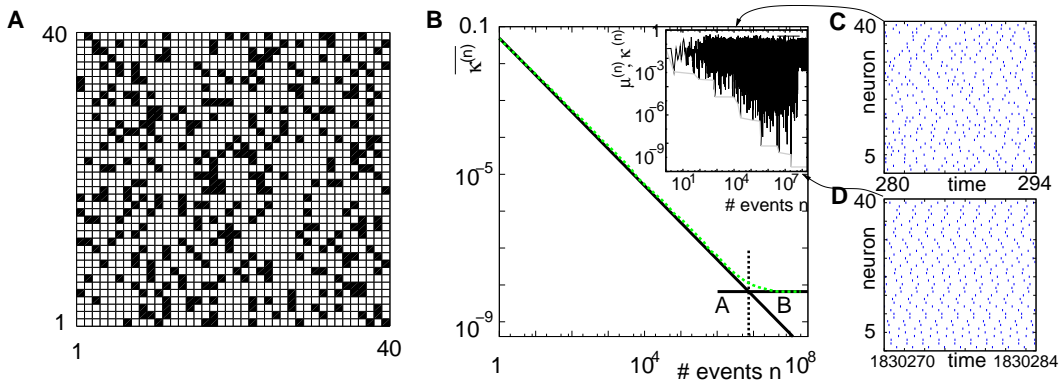 A
40
1
1
40
B
0.1
κ(n)
10−5
10−9
1
10^4
# events n
10^8
A
B
μ(n), κ(n)
1
10−3
10−6
10−9
10^1
10^4
10^7
# events n
C
40
neuron
5
280
time
294
D
40
neuron
5
1830270
time
1830284